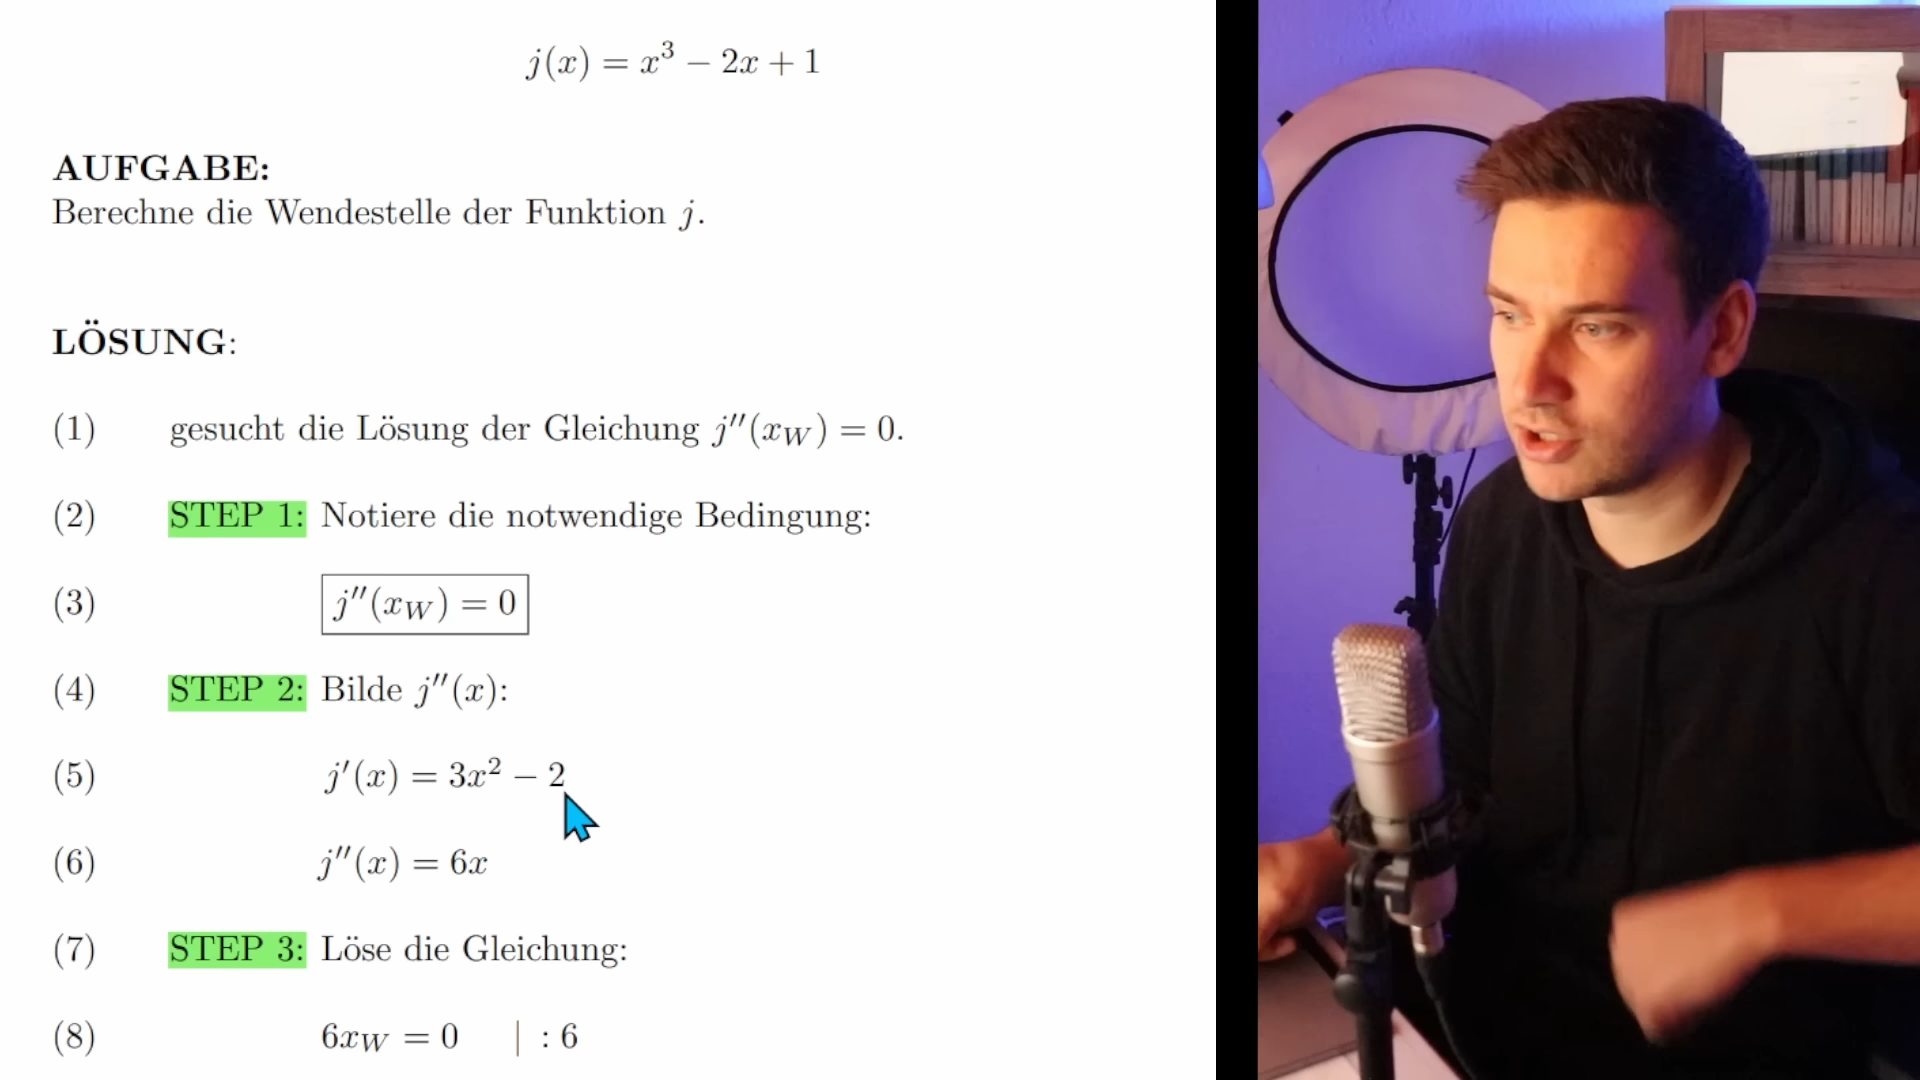 j(x) = x³ − 2x + 1
AUFGABE:
Berechne die Wendestelle der Funktion j.
LÖSUNG:
(1) gesucht die Lösung der Gleichung j′′(x_W) = 0.
(2) STEP 1: Notiere die notwendige Bedingung:
(3) j′′(x_W) = 0
(4) STEP 2: Bilde j′′(x):
(5) j′(x) = 3x² − 2
(6) j′′(x) = 6x
(7) STEP 3: Löse die Gleichung:
(8) 6x_W = 0 | : 6